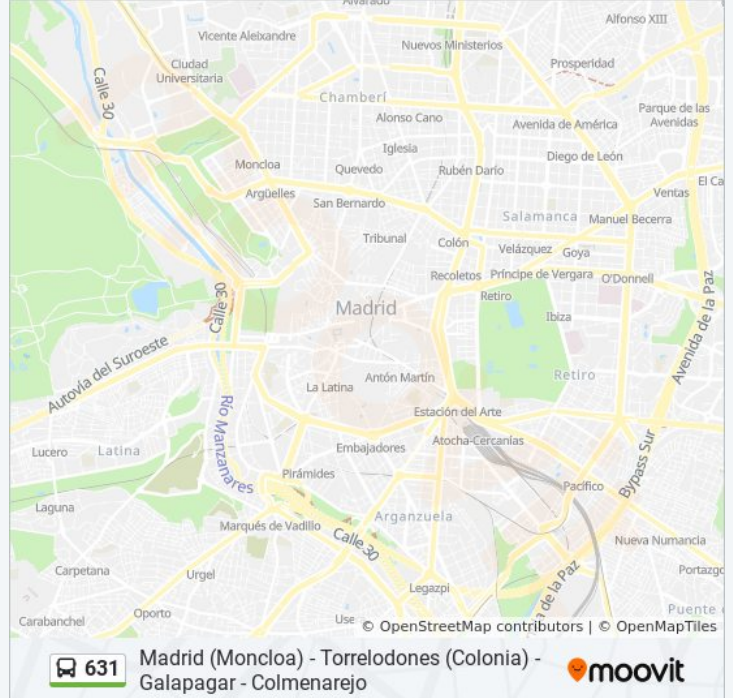 Alvarado
Alfonso XIII
Vicente Aleixandre
Nuevos Ministerios
Ciudad
Universitaria
Prosperidad
Calle 30
Chamberí
Parque de las
Avenidas
Alonso Cano
Avenida de América
Iglesia
Diego de León
Moncloa
Quevedo
Rubén Darío
El Ca
Argüelles
Ventas
San Bernardo
Salamanca
Manuel Becerra
Tribunal
Colón
Velázquez
Goya
Recoletos
Príncipe de Vergara
O'Donnell
Calle 30
Retiro
Madrid
Ibiza
Avenida de la Paz
Autovía del Suroeste
La Latina
Antón Martín
Retiro
Estación del Arte
Río Manzanares
Atocha-Cercanías
Lucero
Latina
Embajadores
Bypass Sur
Pirámides
Pacífico
Laguna
Arganzuela
Marqués de Vadillo
Calle 30
Nueva Numancia
Carpetana
Urgel
Portazgo
Legazpi
a de la Paz
Oporto
Puente
Carabanchel
Use
© OpenStreetMap contributors | © OpenMapTiles
631
Madrid (Moncloa) - Torrelodones (Colonia) -
Galapagar - Colmenarejo
moovit